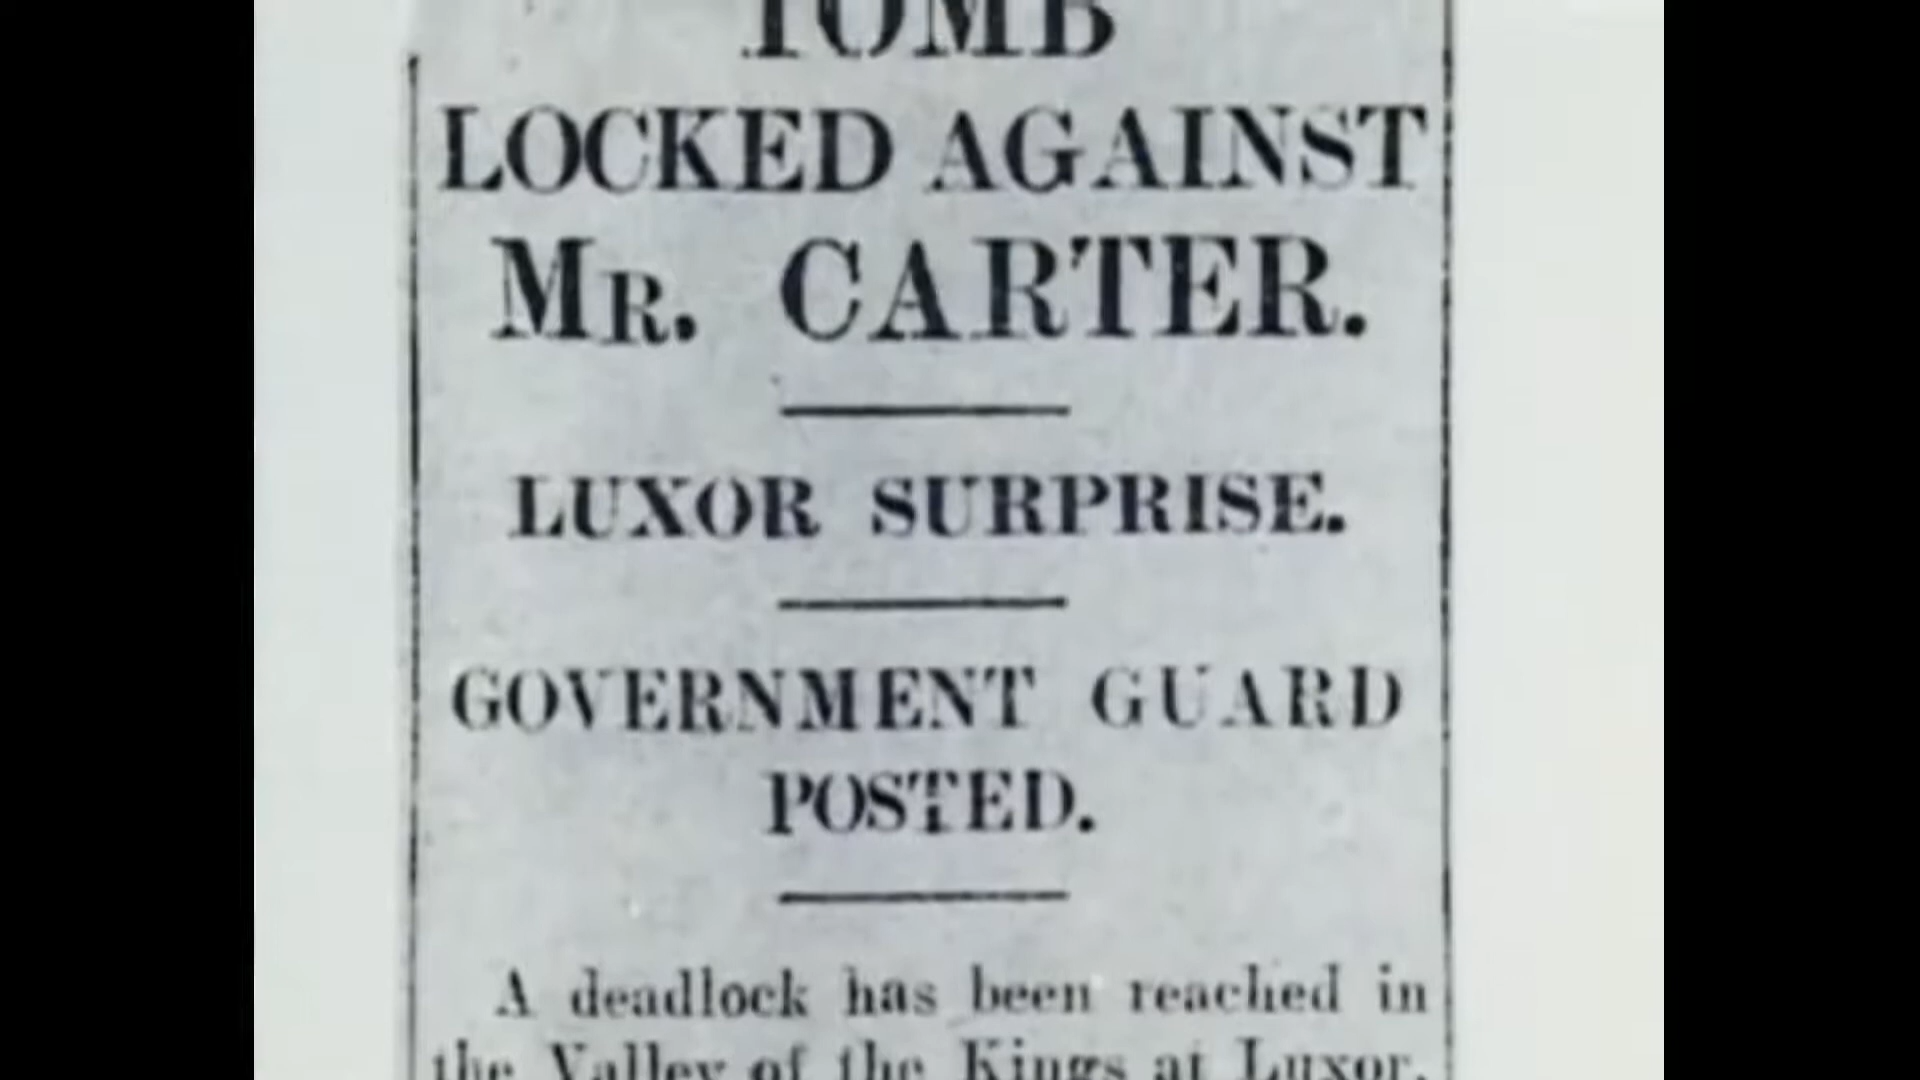 TOMB
LOCKED AGAINST
MR. CARTER.
LUXOR SURPRISE.
GOVERNMENT GUARD
POSTED.
A deadlock has been reached in
the Valley of the Kings at Luxor.